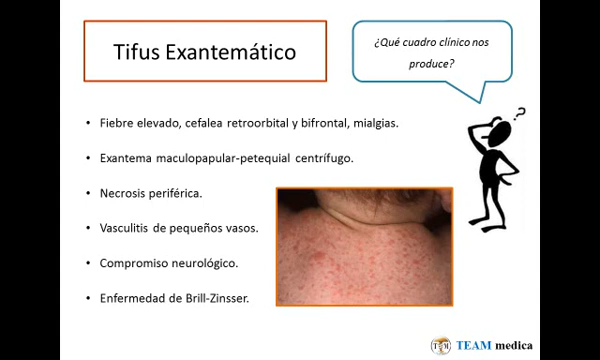 Tifus Exantemático
¿Qué cuadro clínico nos
produce?
?
• Fiebre elevado, cefalea retroorbital y bifrontal, mialgias.
• Exantema maculopapular-petequial centrífugo.
• Necrosis periférica.
• Vasculitis de pequeños vasos.
• Compromiso neurológico.
• Enfermedad de Brill-Zinsser.
TEAM medica